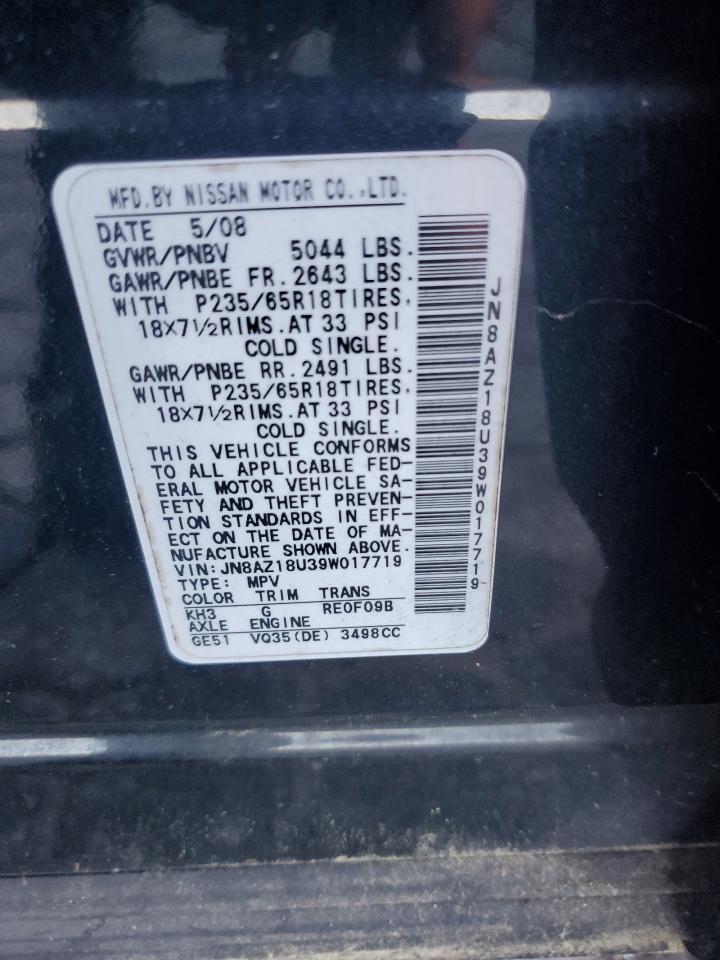 MFD.BY NISSAN MOTOR CO.,LTD.
DATE 5/08
GVWR/PNBV 5044 LBS.
GAWR/PNBE FR.2643 LBS.
WITH P235/65R18TIRES,
18X7½RIMS.AT 33 PSI
COLD SINGLE.
GAWR/PNBE RR.2491 LBS.
WITH P235/65R18TIRES,
18X7½RIMS.AT 33 PSI
COLD SINGLE.
THIS VEHICLE CONFORMS
TO ALL APPLICABLE FED-
ERAL MOTOR VEHICLE SA-
FETY AND THEFT PREVEN-
TION STANDARDS IN EFF-
ECT ON THE DATE OF MA-
NUFACTURE SHOWN ABOVE.
VIN:JN8AZ18U39W017719
TYPE: MPV
COLOR TRIM TRANS
KH3 G RE0F09B
AXLE ENGINE
GE51 VQ35(DE) 3498CC
JN8AZ18U39W017719